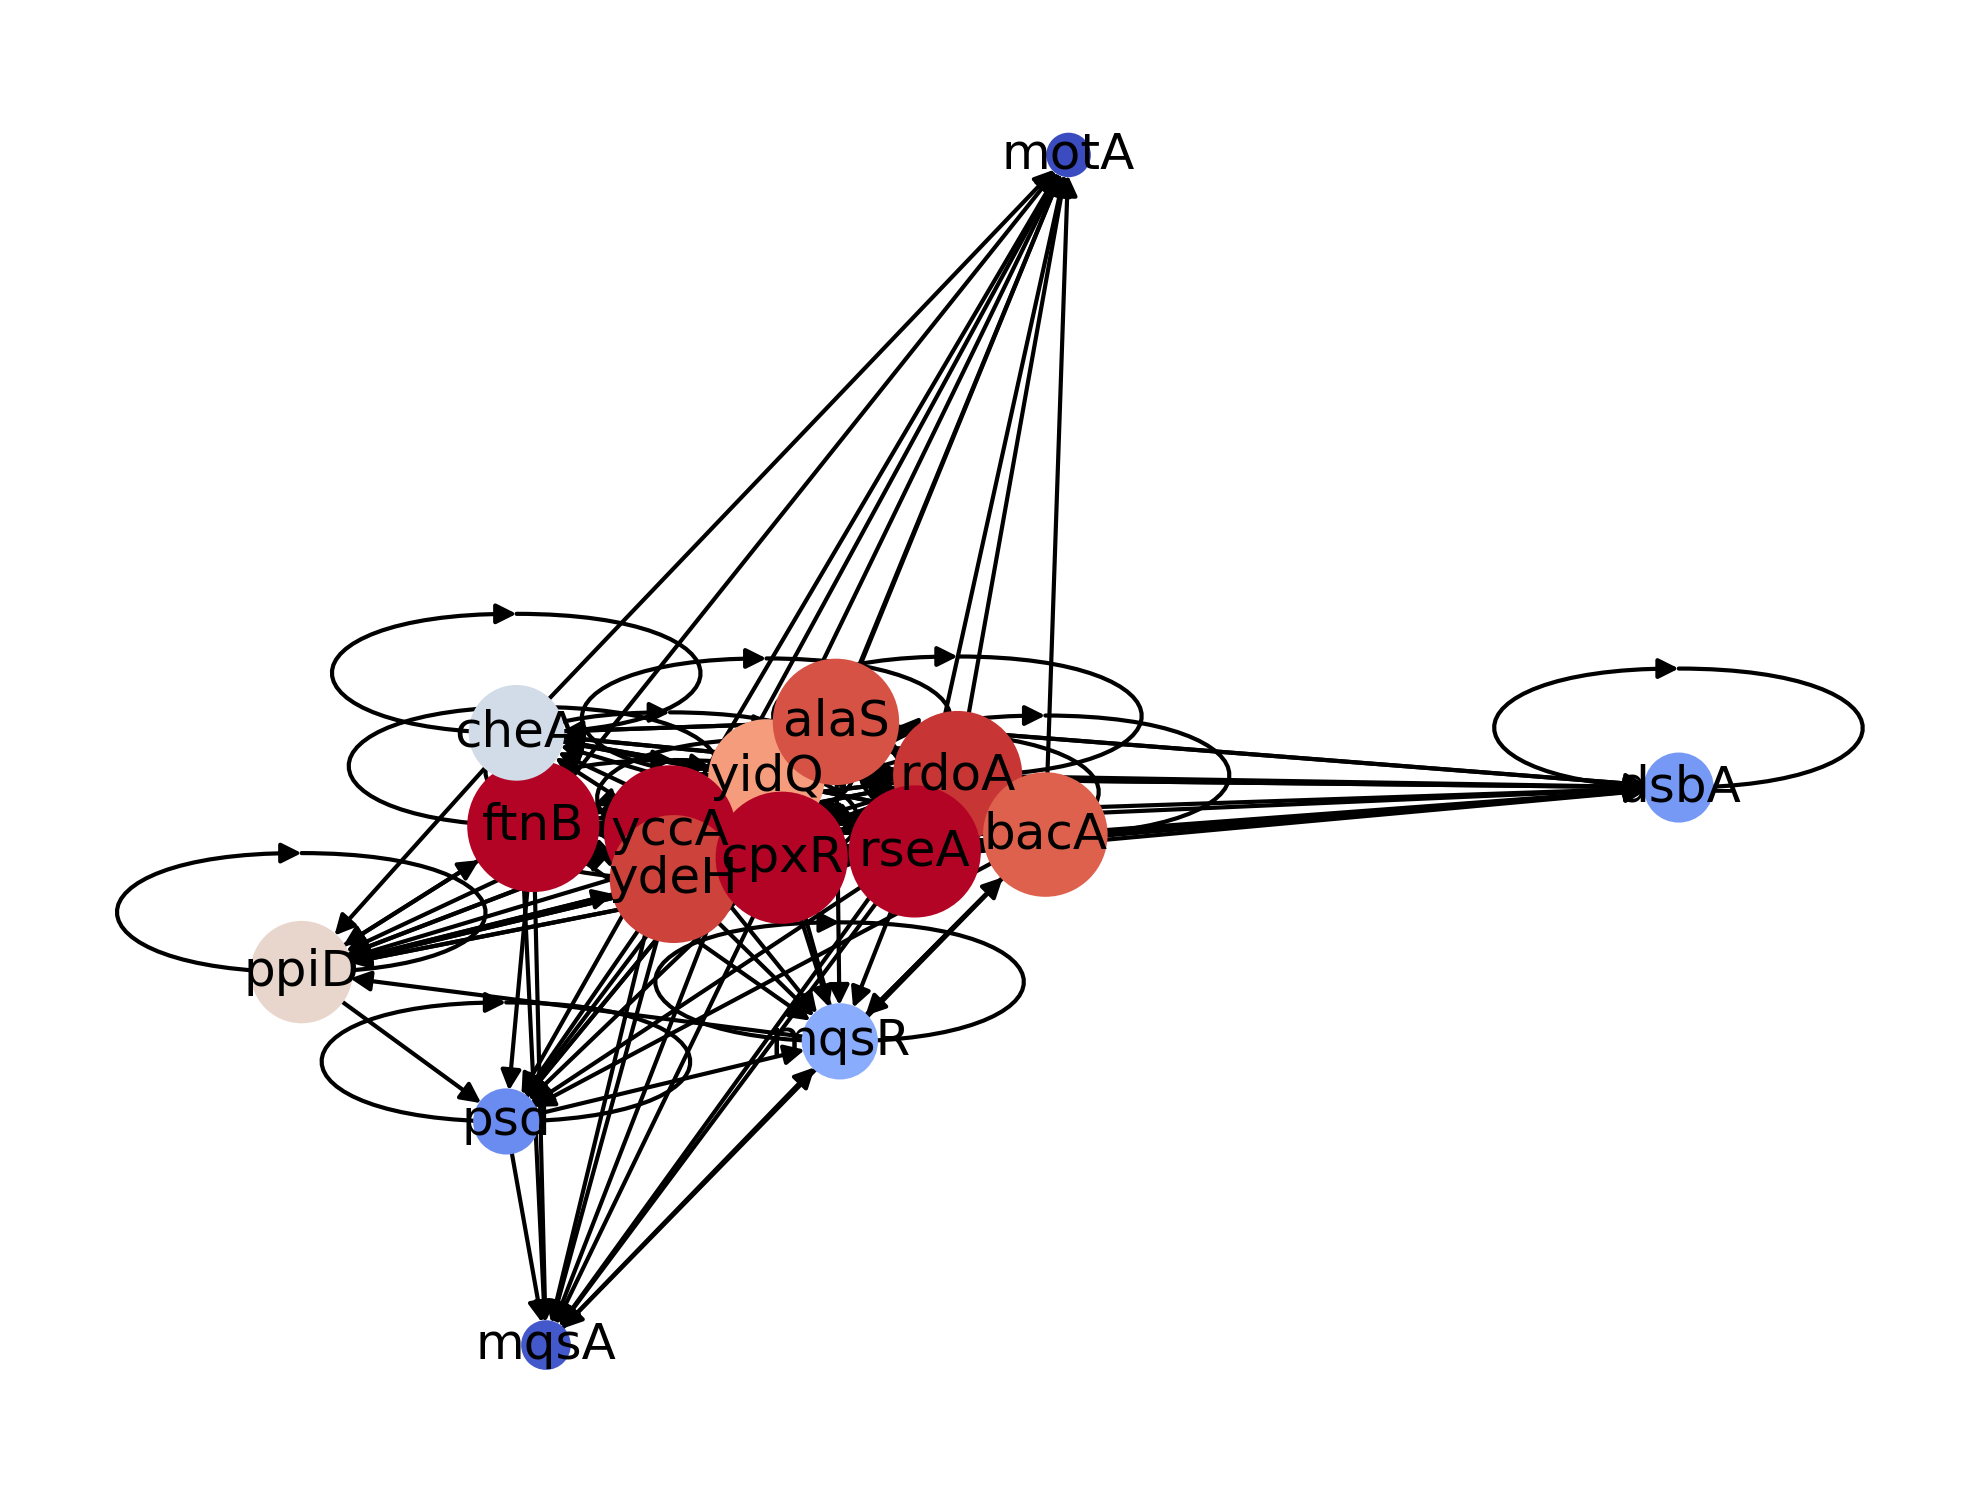 motA
cheA
alaS
yidQ
rdoA
dsbA
ftnB
yccA
ydeH
cpxR
rseA
bacA
ppiD
mqsR
psd
mqsA